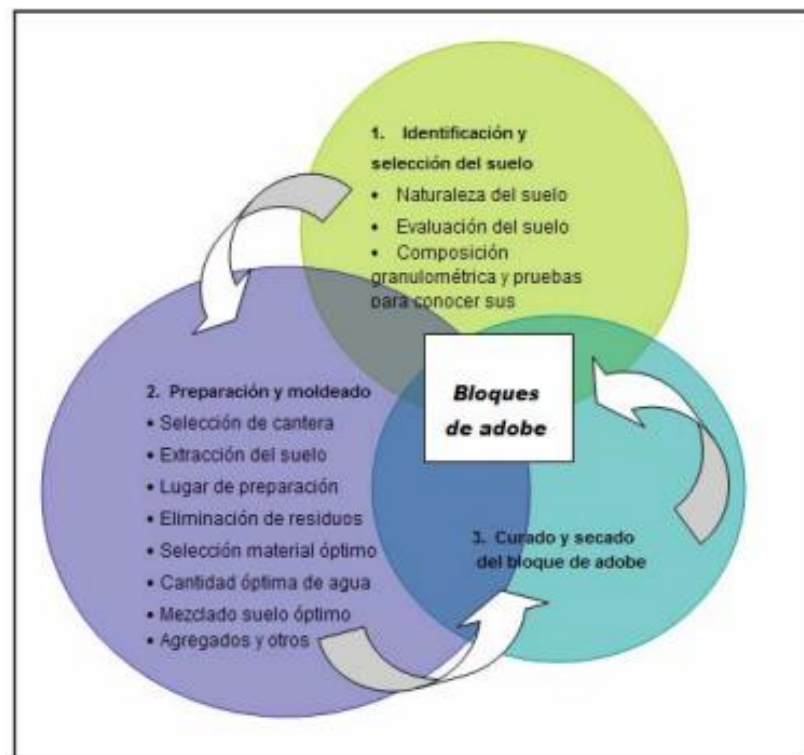 1. Identificación y
selección del suelo
• Naturaleza del suelo
• Evaluación del suelo
• Composición
granulométrica y pruebas
para conocer sus
Bloques
de adobe
2. Preparación y moldeado
• Selección de cantera
• Extracción del suelo
• Lugar de preparación
• Eliminación de residuos
• Selección material óptimo
• Cantidad óptima de agua
• Mezclado suelo óptimo
• Agregados y otros
3. Curado y secado
del bloque de adobe